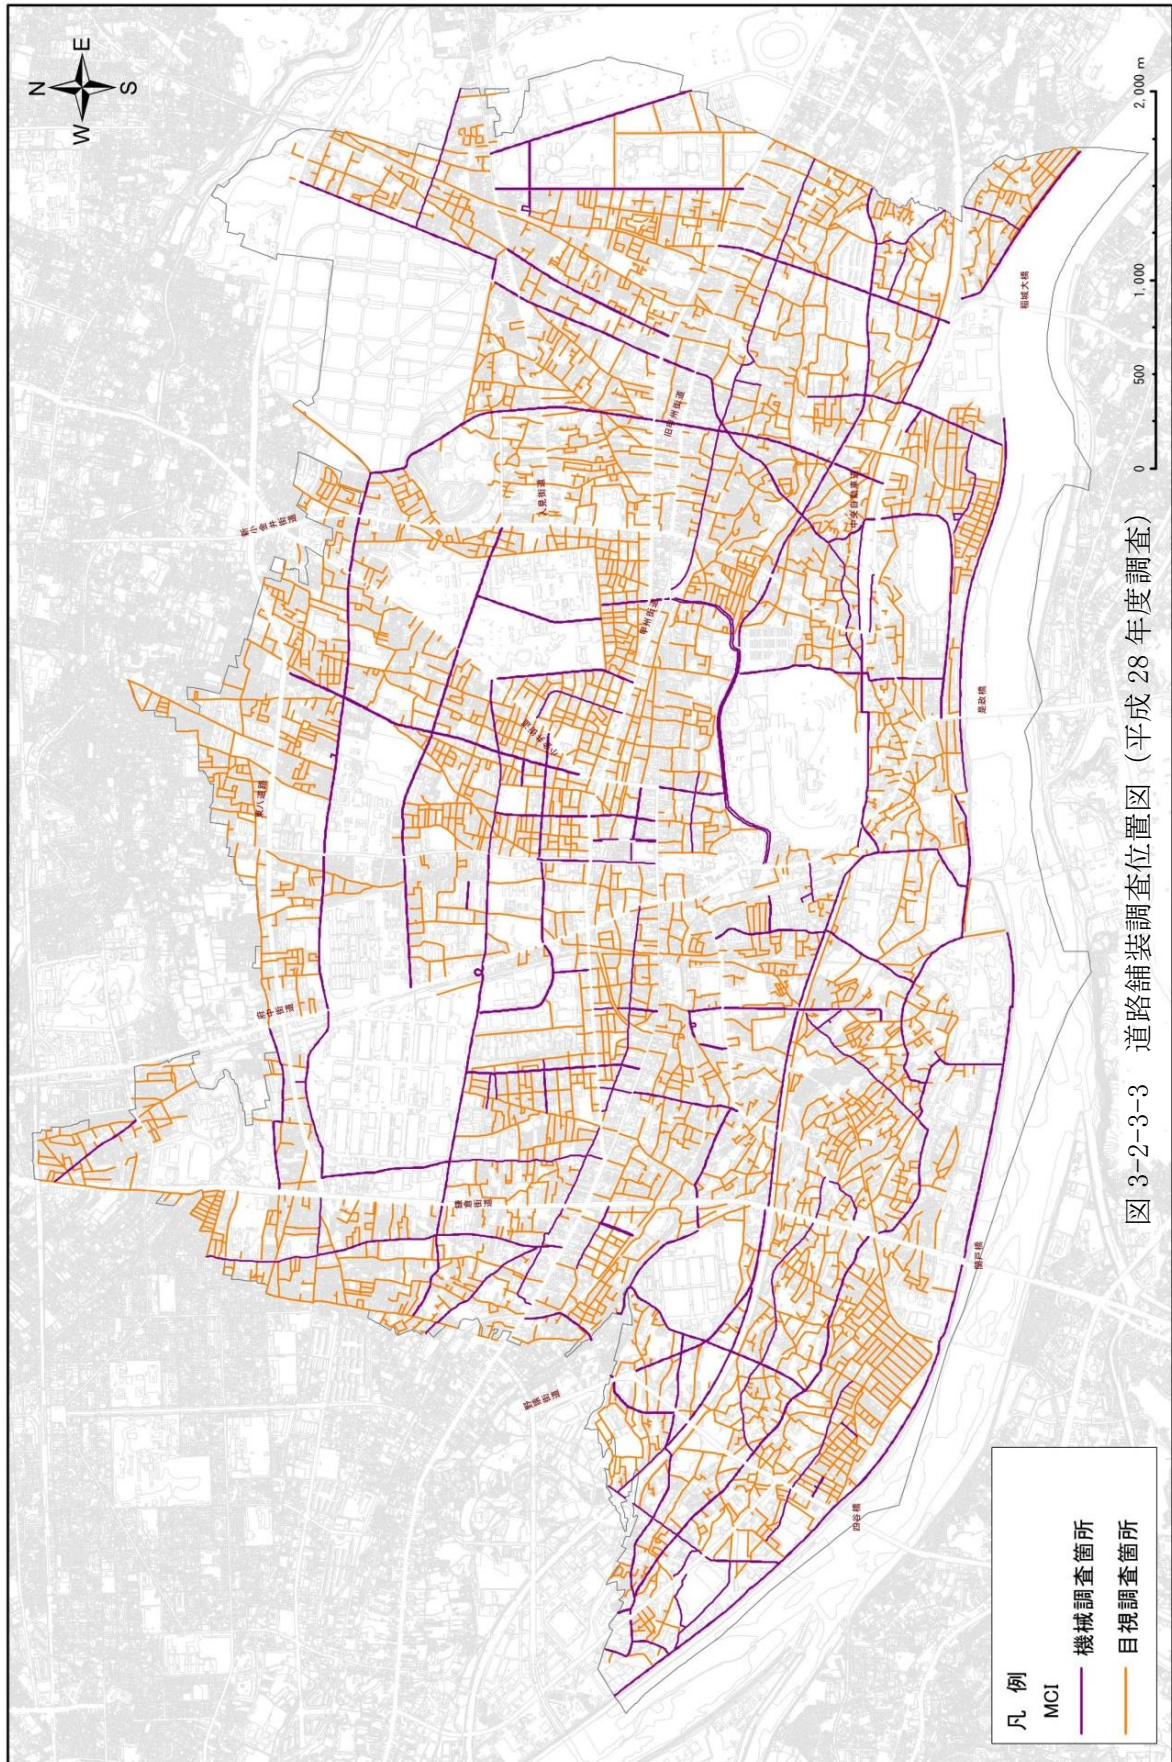 N
E
S
W
新小金井街道
東八道路
府中街道
人見街道
旧甲州街道
甲州街道
小金井街道
中央自動車道
鎌倉街道
野猿街道
稲城大橋
是政橋
関戸橋
四谷橋
0 500 1,000 2,000 m
凡 例
MCI
機械調査箇所
目視調査箇所
図 3-2-3-3 道路舗装調査位置図(平成 28 年度調査)